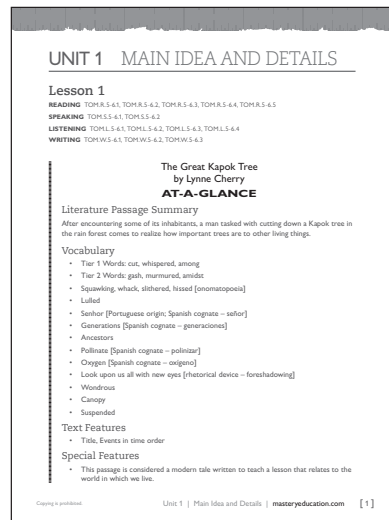 UNIT 1 MAIN IDEA AND DETAILS
Lesson 1
READING TOM.R.5-6.1, TOM.R.5-6.2, TOM.R.5-6.3, TOM.R.5-6.4, TOM.R.5-6.5
SPEAKING TOM.S.5-6.1, TOM.S.5-6.2
LISTENING TOM.L.5-6.1, TOM.L.5-6.2, TOM.L.5-6.3, TOM.L.5-6.4
WRITING TOM.W.5-6.1, TOM.W.5-6.2, TOM.W.5-6.3
The Great Kapok Tree
by Lynne Cherry
AT-A-GLANCE
Literature Passage Summary
After encountering some of its inhabitants, a man tasked with cutting down a Kapok tree in
the rain forest comes to realize how important trees are to other living things.
Vocabulary
• Tier 1 Words: cut, whispered, among
• Tier 2 Words: gash, murmured, amidst
• Squawking, whack, slithered, hissed [onomatopoeia]
• Lulled
• Senhor [Portuguese origin; Spanish cognate – señor]
• Generations [Spanish cognate – generaciones]
• Ancestors
• Pollinate [Spanish cognate – polinizar]
• Oxygen [Spanish cognate – oxígeno]
• Look upon us all with new eyes [rhetorical device – foreshadowing]
• Wondrous
• Canopy
• Suspended
Text Features
• Title, Events in time order
Special Features
• This passage is considered a modern tale written to teach a lesson that relates to the
world in which we live.
Copying is prohibited. Unit 1 | Main Idea and Details | masteryeducation.com [ 1 ]